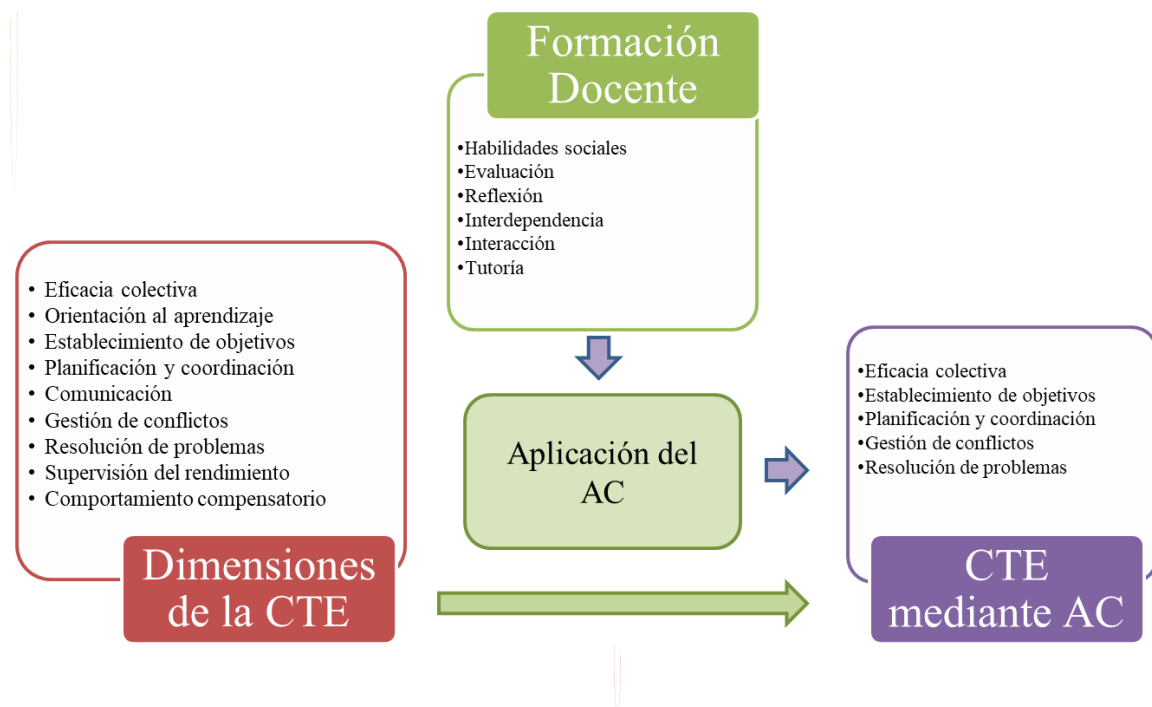 Formación
Docente
•Habilidades sociales
•Evaluación
•Reflexión
•Interdependencia
•Interacción
•Tutoría
• Eficacia colectiva
• Orientación al aprendizaje
• Establecimiento de objetivos
• Planificación y coordinación
• Comunicación
• Gestión de conflictos
• Resolución de problemas
• Supervisión del rendimiento
• Comportamiento compensatorio
Dimensiones
de la CTE
Aplicación del
AC
•Eficacia colectiva
•Establecimiento de objetivos
•Planificación y coordinación
•Gestión de conflictos
•Resolución de problemas
CTE
mediante AC